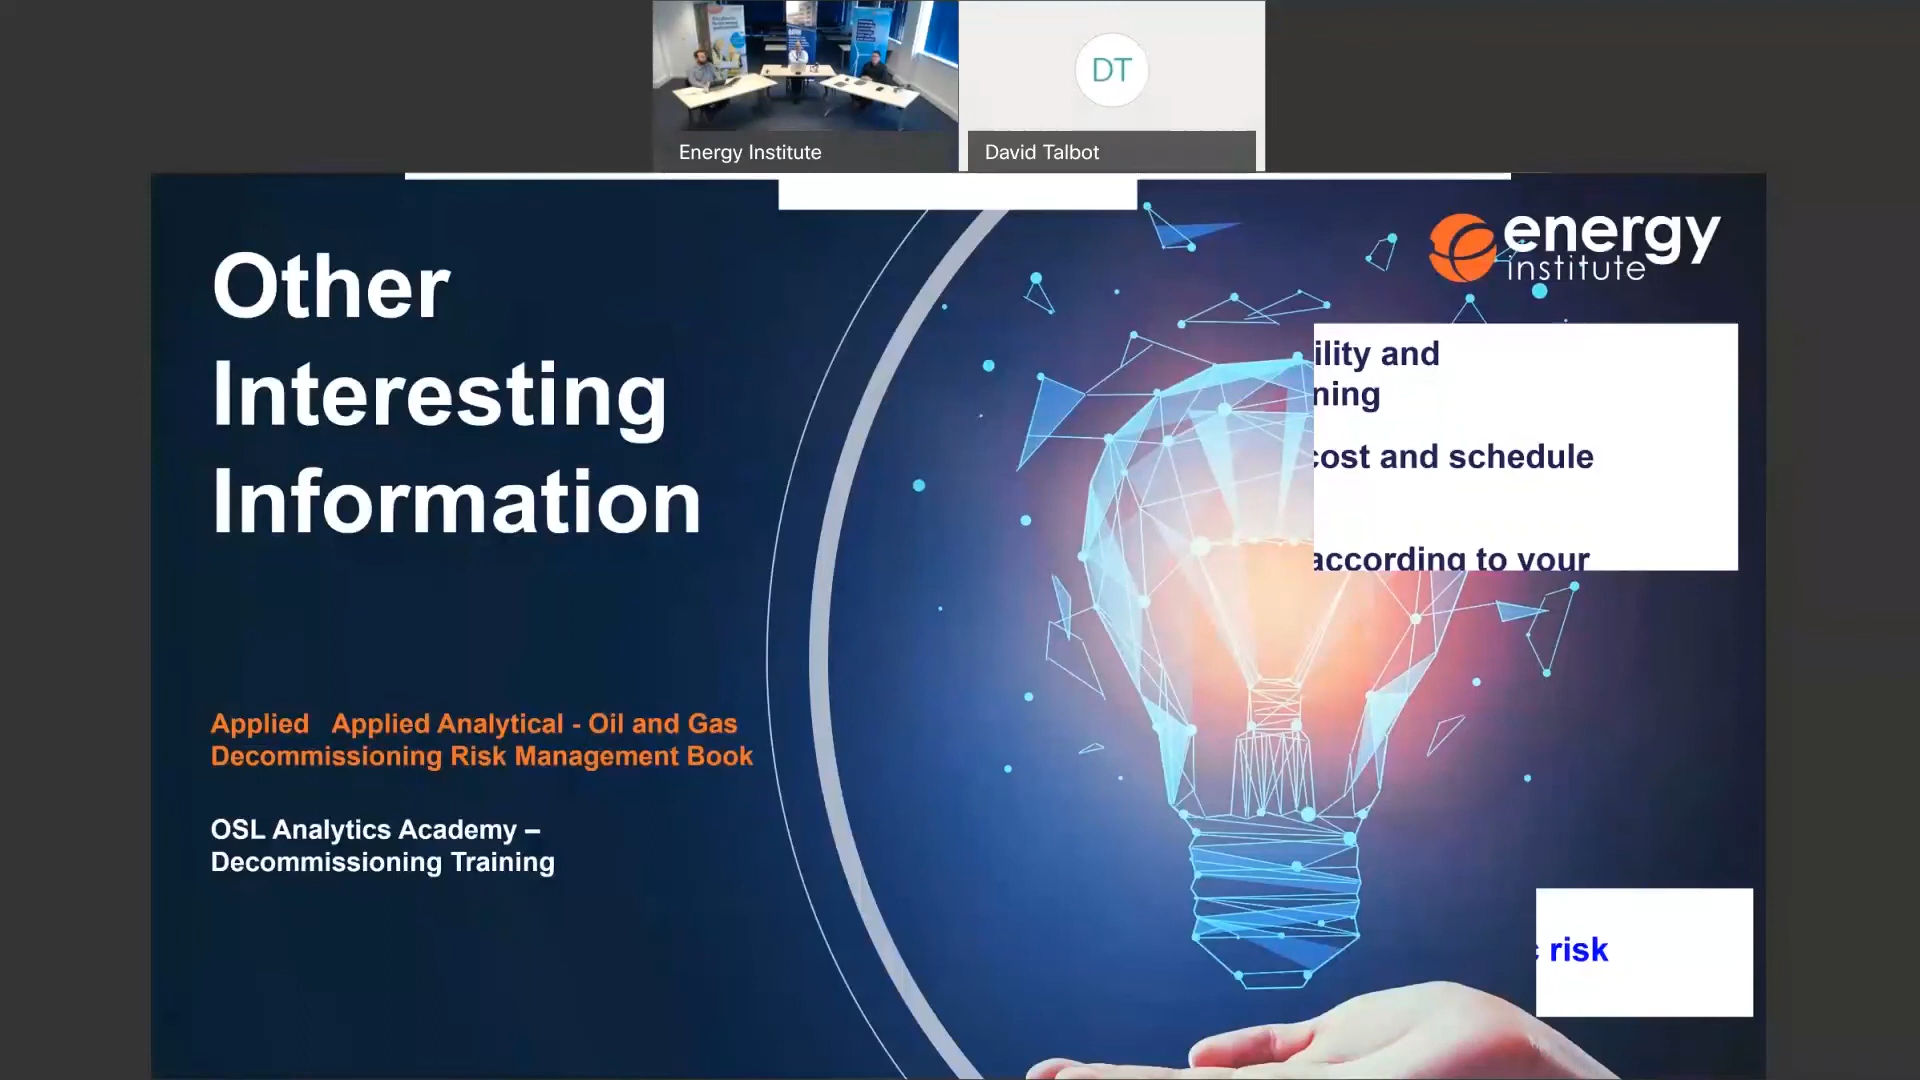 DT
Energy Institute
David Talbot
Other
Interesting
Information
energy
institute
ility and
ning
cost and schedule
according to your
Applied Applied Analytical - Oil and Gas
Decommissioning Risk Management Book
OSL Analytics Academy –
Decommissioning Training
risk